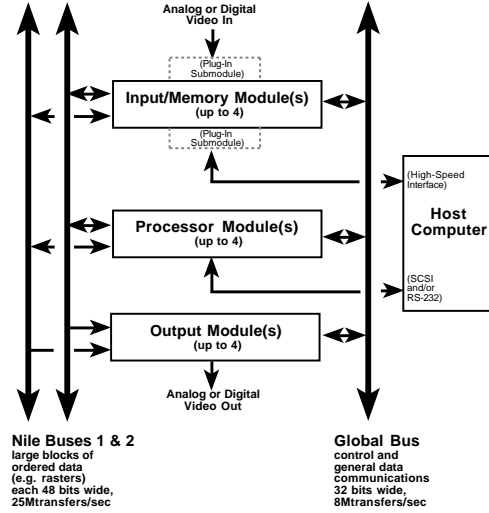 Analog or Digital
Video In
(Plug-In
Submodule)
Input/Memory Module(s)
(up to 4)
(Plug-In
Submodule)
(High-Speed
Interface)
Host
Computer
Processor Module(s)
(up to 4)
(SCSI
and/or
RS-232)
Output Module(s)
(up to 4)
Analog or Digital
Video Out
Nile Buses 1 & 2
large blocks of
ordered data
(e.g. rasters)
each 48 bits wide,
25Mtransfers/sec
Global Bus
control and
general data
communications
32 bits wide,
8Mtransfers/sec